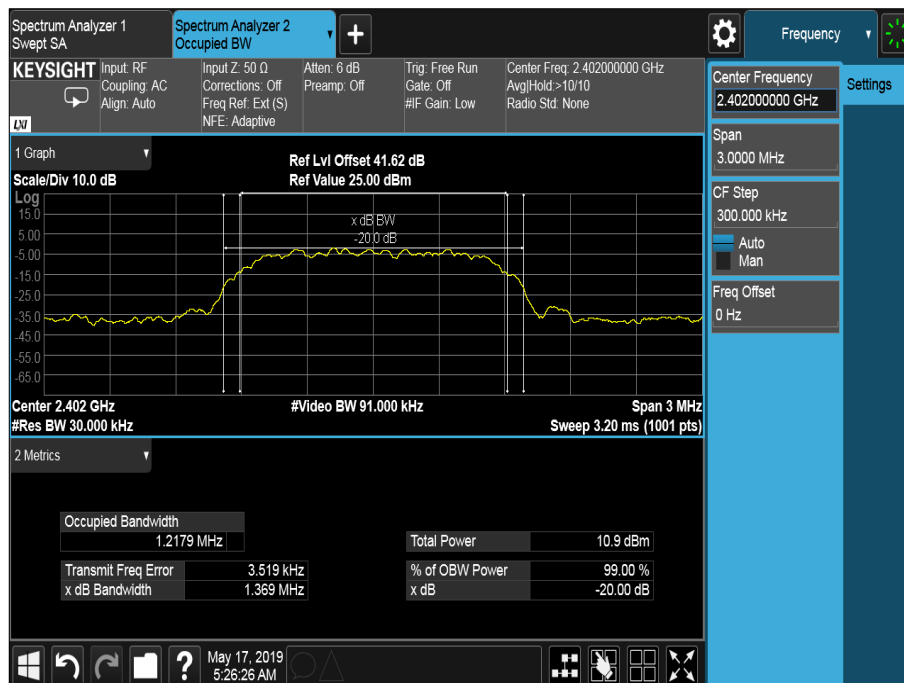 Spectrum Analyzer 1
Swept SA
Spectrum Analyzer 2
Occupied BW
Frequency
KEYSIGHT
LXI
Input: RF
Coupling: AC
Align: Auto
Input Z: 50 Ω
Corrections: Off
Freq Ref: Ext (S)
NFE: Adaptive
Atten: 6 dB
Preamp: Off
Trig: Free Run
Gate: Off
#IF Gain: Low
Center Freq: 2.402000000 GHz
Avg|Hold:>10/10
Radio Std: None
Center Frequency
2.402000000 GHz
Settings
Span
3.0000 MHz
CF Step
300.000 kHz
Auto
Man
Freq Offset
0 Hz
1 Graph
Scale/Div 10.0 dB
Ref Lvl Offset 41.62 dB
Ref Value 25.00 dBm
Log
15.0
5.00
-5.00
-15.0
-25.0
-35.0
-45.0
-55.0
-65.0
x dB BW
-20.0 dB
Center 2.402 GHz
#Video BW 91.000 kHz
Span 3 MHz
#Res BW 30.000 kHz
Sweep 3.20 ms (1001 pts)
2 Metrics
Occupied Bandwidth
1.2179 MHz
Total Power 10.9 dBm
Transmit Freq Error 3.519 kHz
% of OBW Power 99.00 %
x dB Bandwidth 1.369 MHz
x dB -20.00 dB
?
May 17, 2019
5:26:26 AM